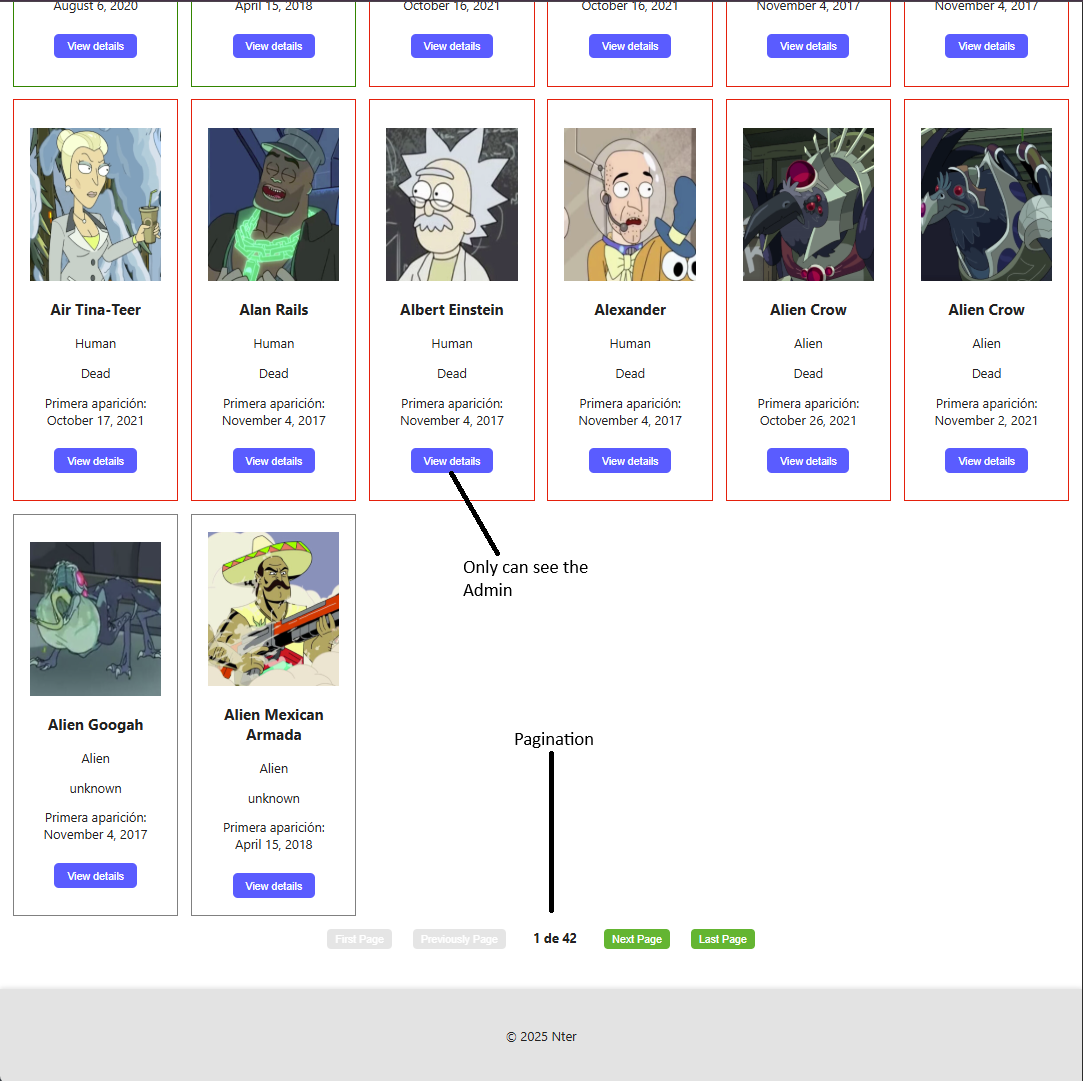 August 6, 2020
April 15, 2018
October 16, 2021
October 16, 2021
November 4, 2017
November 4, 2017
View details
View details
View details
View details
View details
View details
Air Tina-Teer
Human
Dead
Primera aparición:
October 17, 2021
View details
Alan Rails
Human
Dead
Primera aparición:
November 4, 2017
View details
Albert Einstein
Human
Dead
Primera aparición:
November 4, 2017
View details
Alexander
Human
Dead
Primera aparición:
November 4, 2017
View details
Alien Crow
Alien
Dead
Primera aparición:
October 26, 2021
View details
Alien Crow
Alien
Dead
Primera aparición:
November 2, 2021
View details
Only can see the
Admin
Alien Googah
Alien
unknown
Primera aparición:
November 4, 2017
View details
Alien Mexican
Armada
Alien
unknown
Primera aparición:
April 15, 2018
View details
Pagination
First Page
Previously Page
1 de 42
Next Page
Last Page
© 2025 Nter